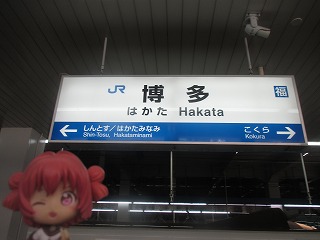 JR 博多 福
はかた Hakata
しんとす/はかたみなみ こくら
Shin-Tosu, Hakataminami Kokura